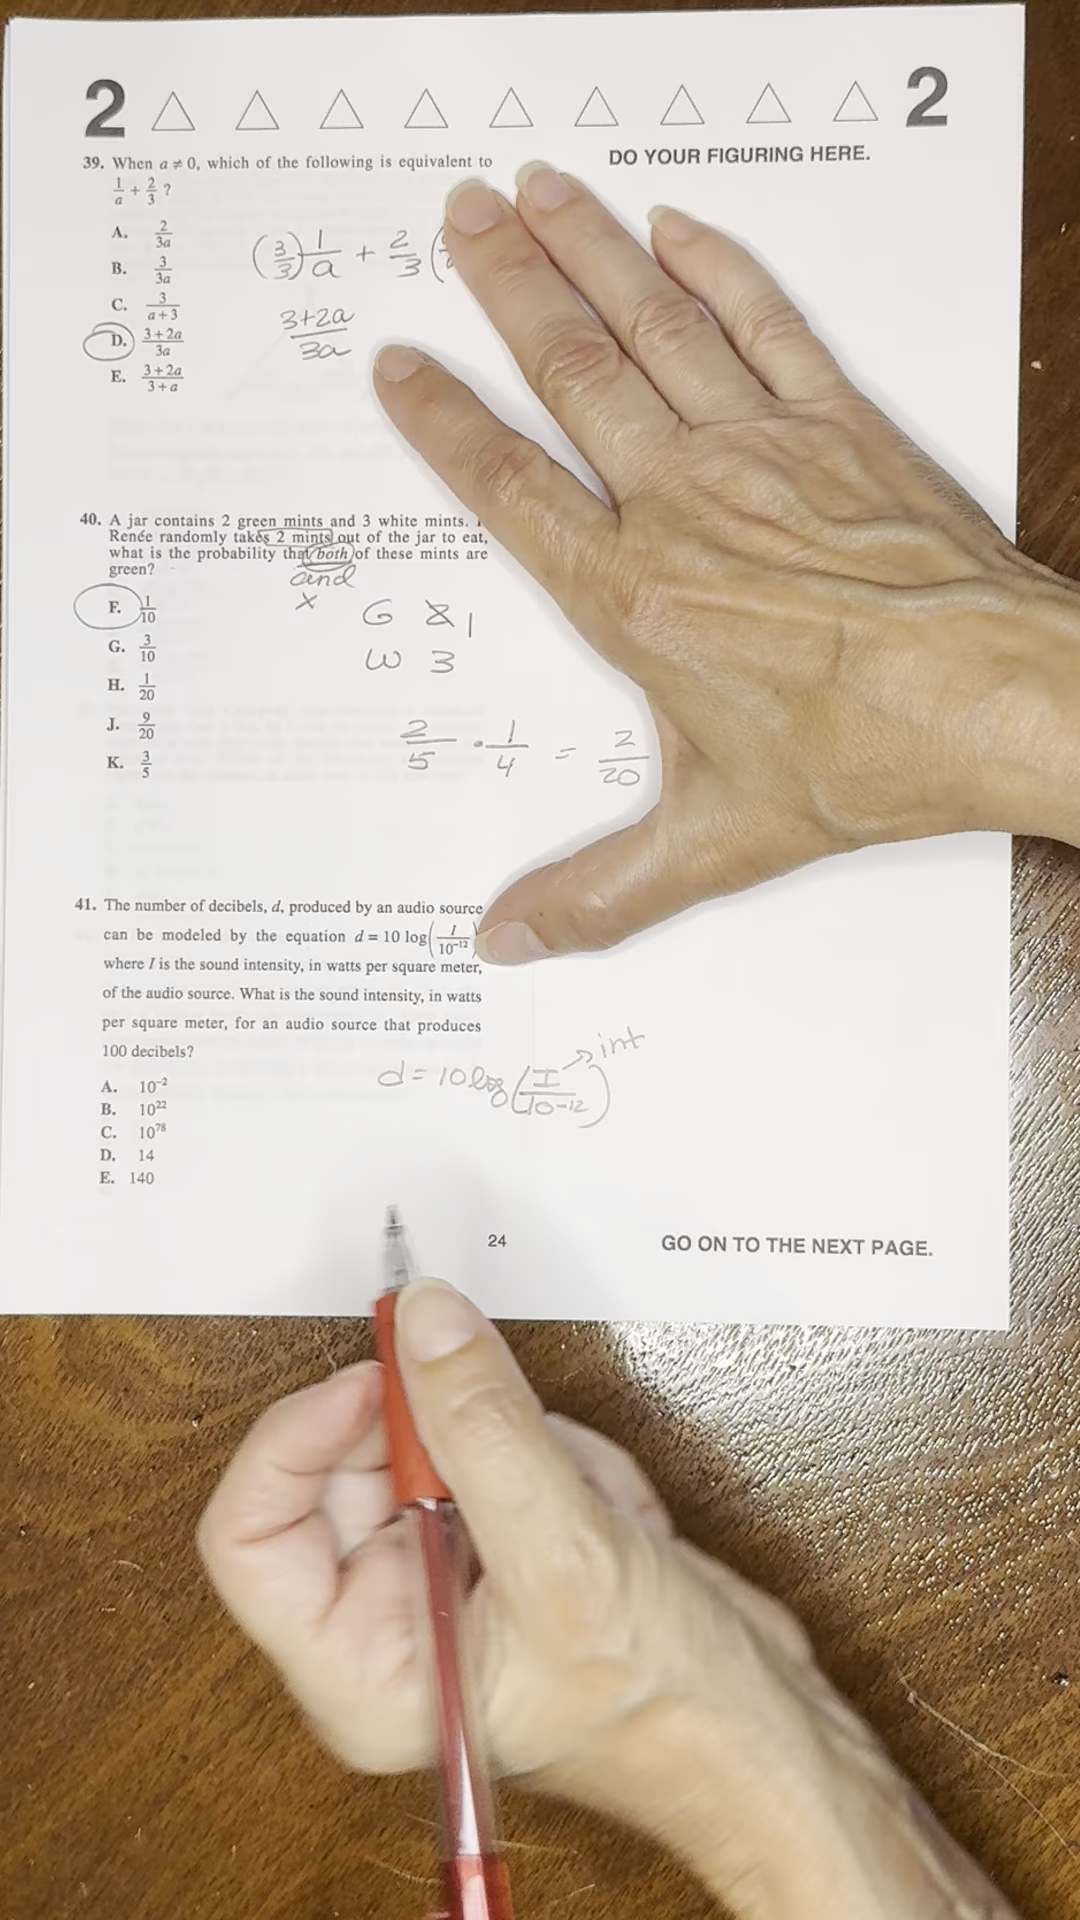 2 △ △ △ △ △ △ △ △ △ 2
DO YOUR FIGURING HERE.
39. When a ≠ 0, which of the following is equivalent to
1/a + 2/3 ?
A. 2/3a
B. 3/3a
C. 3/(a + 3)
D. (3 + 2a)/3a
E. (3 + 2a)/(3 + a)
(3/3) 1/a + 2/3 (
(3+2a)/3a
40. A jar contains 2 green mints and 3 white mints.
Renée randomly takes 2 mints out of the jar to eat,
what is the probability that both of these mints are
green?
and
x
F. 1/10
G. 3/10
H. 1/20
J. 9/20
K. 3/5
G 2 1
W 3
2/5 · 1/4 = 2/20
41. The number of decibels, d, produced by an audio source
can be modeled by the equation d = 10 log(I/10⁻¹²)
where I is the sound intensity, in watts per square meter,
of the audio source. What is the sound intensity, in watts
per square meter, for an audio source that produces
100 decibels?
A. 10⁻²
B. 10²²
C. 10⁷⁸
D. 14
E. 140
d = 10 log (I/10-12) → int
24
GO ON TO THE NEXT PAGE.